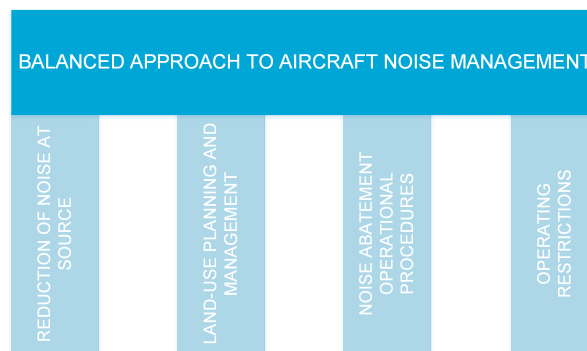 BALANCED APPROACH TO AIRCRAFT NOISE MANAGEMENT
REDUCTION OF NOISE AT
SOURCE
LAND-USE PLANNING AND
MANAGEMENT
NOISE ABATEMENT
OPERATIONAL
PROCEDURES
OPERATING
RESTRICTIONS